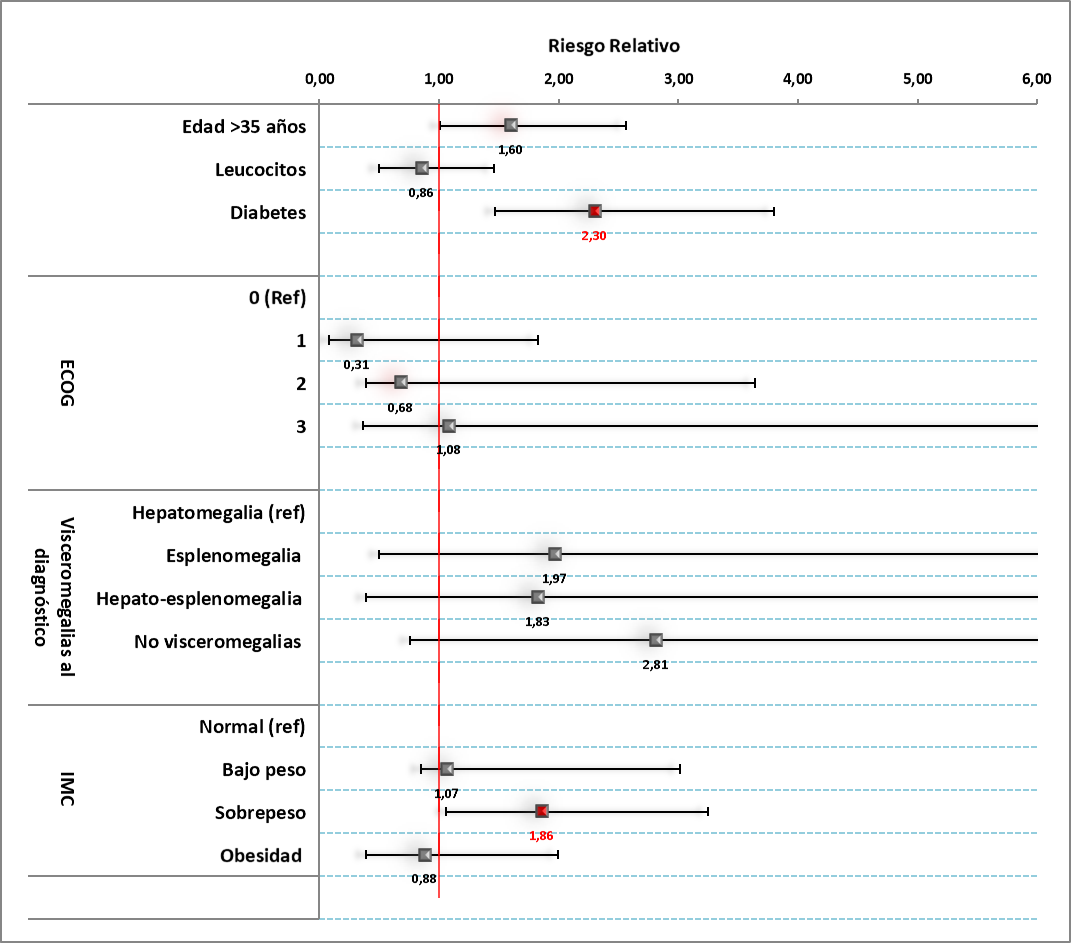 Riesgo Relativo
0,00 1,00 2,00 3,00 4,00 5,00 6,00
Edad >35 años
1,60
Leucocitos
0,86
Diabetes
2,30
ECOG
0 (Ref)
1
0,31
2
0,68
3
1,08
Visceromegalias al
diagnóstico
Hepatomegalia (ref)
Esplenomegalia
1,97
Hepato-esplenomegalia
1,83
No visceromegalias
2,81
IMC
Normal (ref)
Bajo peso
1,07
Sobrepeso
1,86
Obesidad
0,88